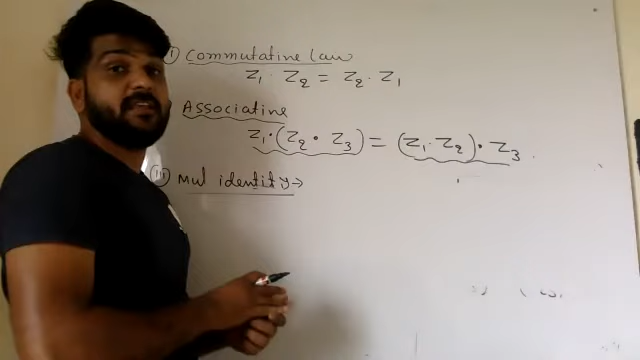 (i) Commutative law
Z₁ · Z₂ = Z₂ · Z₁
Associative
Z₁ · (Z₂ · Z₃) = (Z₁ · Z₂) · Z₃
(iii) Mul identity →